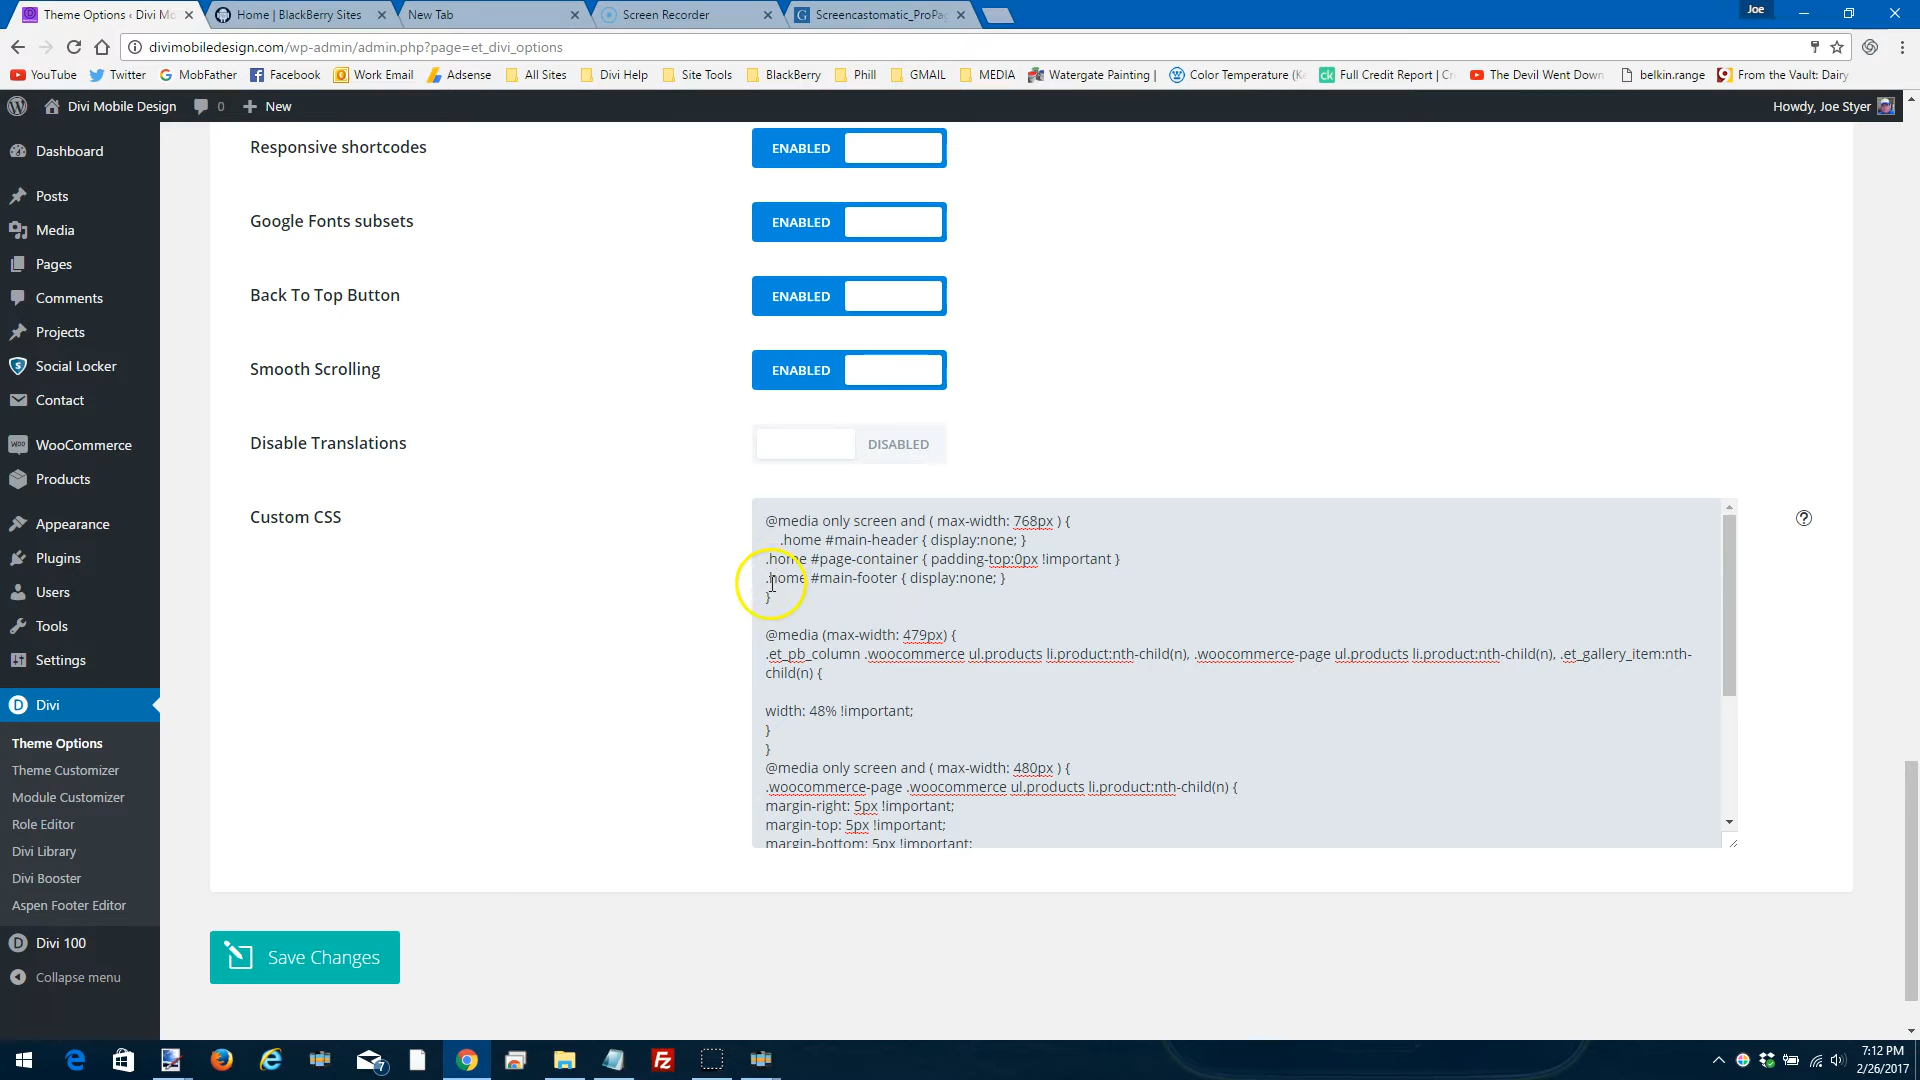 Theme Options ‹ Divi Mo
Home | BlackBerry Sites
New Tab
Screen Recorder
Screencastomatic_ProPag
Joe
divimobiledesign.com/wp-admin/admin.php?page=et_divi_options
YouTube
Twitter
MobFather
Facebook
Work Email
Adsense
All Sites
Divi Help
Site Tools
BlackBerry
Phill
GMAIL
MEDIA
Watergate Painting |
Color Temperature (Ke
Full Credit Report | Cr
The Devil Went Down
belkin.range
From the Vault: Dairy
Divi Mobile Design
0
New
Howdy, Joe Styer
Dashboard
Posts
Media
Pages
Comments
Projects
Social Locker
Contact
WooCommerce
Products
Appearance
Plugins
Users
Tools
Settings
Divi
Theme Options
Theme Customizer
Module Customizer
Role Editor
Divi Library
Divi Booster
Aspen Footer Editor
Divi 100
Collapse menu
Responsive shortcodes
ENABLED
Google Fonts subsets
ENABLED
Back To Top Button
ENABLED
Smooth Scrolling
ENABLED
Disable Translations
DISABLED
Custom CSS
@media only screen and ( max-width: 768px ) {
.home #main-header { display:none; }
.home #page-container { padding-top:0px !important }
.home #main-footer { display:none; }
}
@media (max-width: 479px) {
.et_pb_column .woocommerce ul.products li.product:nth-child(n), .woocommerce-page ul.products li.product:nth-child(n), .et_gallery_item:nth-
child(n) {
width: 48% !important;
}
}
@media only screen and ( max-width: 480px ) {
.woocommerce-page .woocommerce ul.products li.product:nth-child(n) {
margin-right: 5px !important;
margin-top: 5px !important;
margin-bottom: 5px !important;
Save Changes
7
7:12 PM
2/26/2017